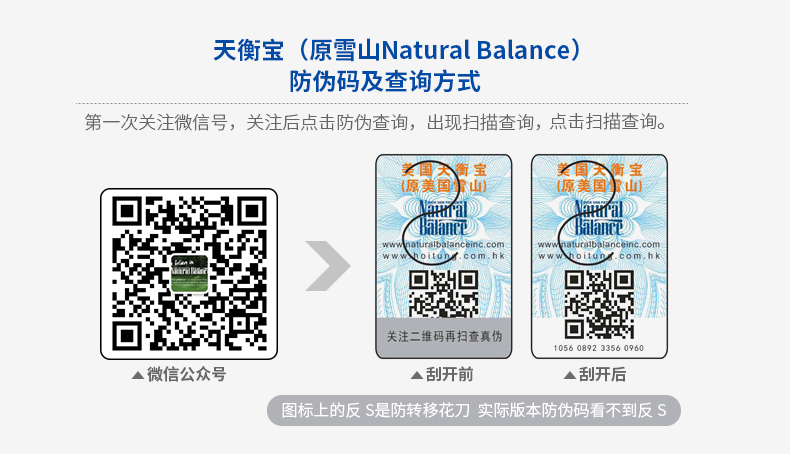 天衡宝（原雪山Natural Balance）
防伪码及查询方式
第一次关注微信号，关注后点击防伪查询，出现扫描查询，点击扫描查询。
Natural Balance
微信公众号
美国天衡宝
(原美国雪山)
Natural
Balance
www.naturalbalanceinc.com
www.hoitung.com.hk
关注二维码再扫查真伪
刮开前
美国天衡宝
(原美国雪山)
Natural
Balance
www.naturalbalanceinc.com
www.hoitung.com.hk
1056 0892 3356 0960
刮开后
图标上的反 S是防转移花刀 实际版本防伪码看不到反 S